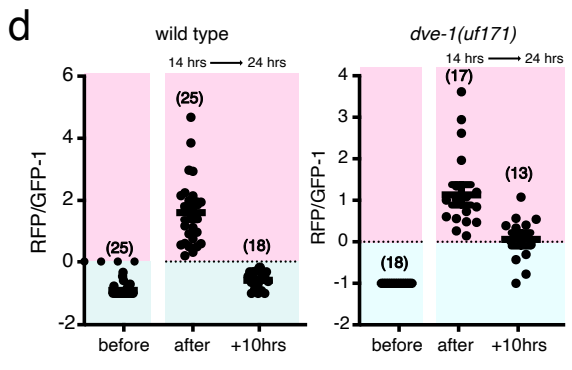 d
wild type
14 hrs → 24 hrs
RFP/GFP-1
6
4
2
0
-2
(25)
(25)
(18)
before after +10hrs
dve-1(uf171)
14 hrs → 24 hrs
RFP/GFP-1
4
3
2
1
0
-1
-2
(17)
(13)
(18)
before after +10hrs